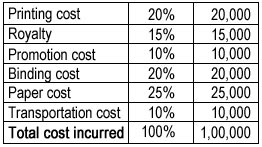 Printing cost 20% 20,000
Royalty 15% 15,000
Promotion cost 10% 10,000
Binding cost 20% 20,000
Paper cost 25% 25,000
Transportation cost 10% 10,000
Total cost incurred 100% 1,00,000